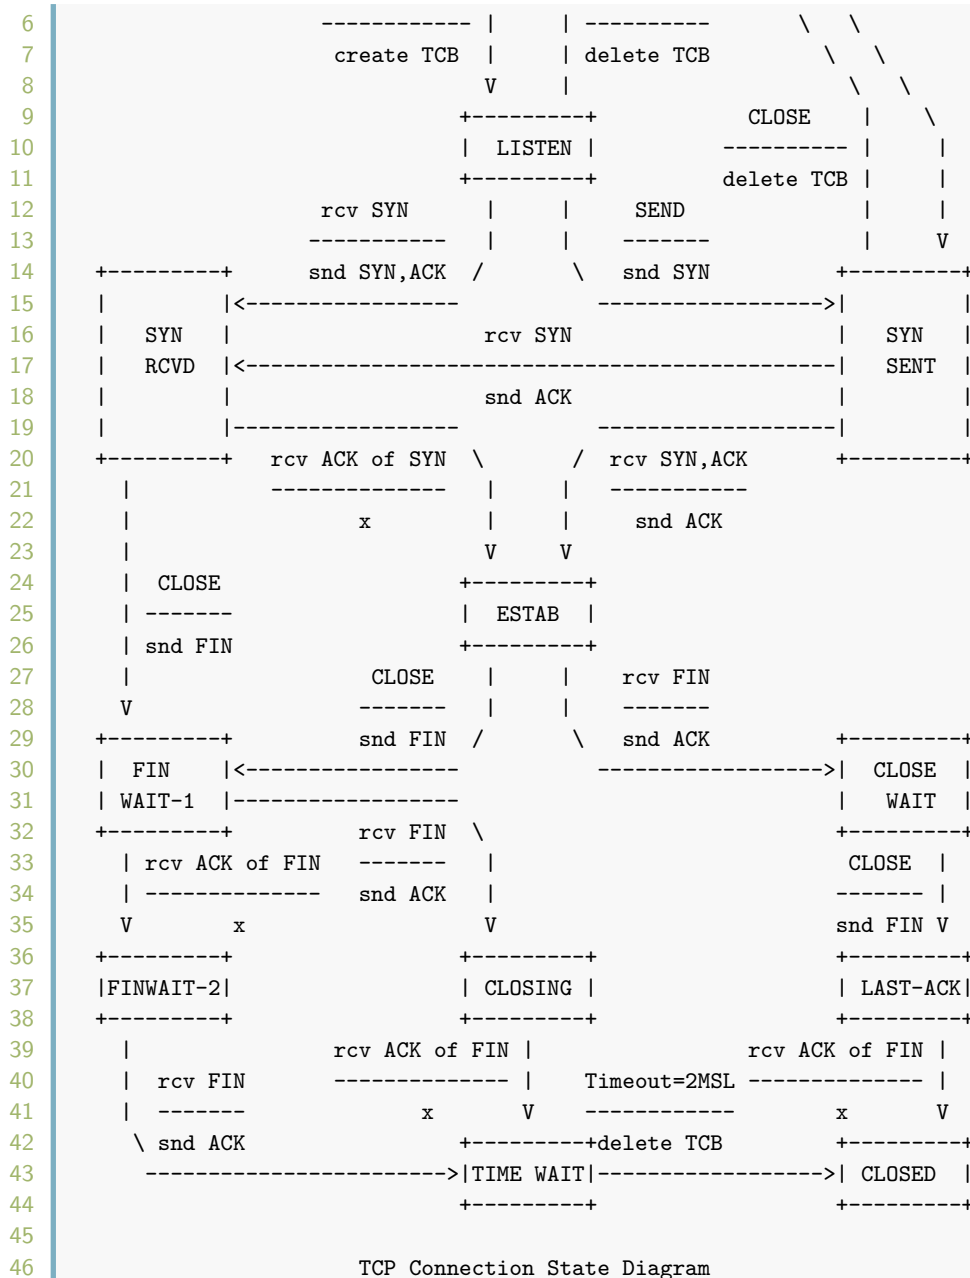 6                       ------------ |      | ----------       \   \
7                        create TCB  |      | delete TCB         \   \
8                                    V      |                      \   \
9                                  +---------+            CLOSE    |    \
10                                 |  LISTEN |          ---------- |     |
11                                 +---------+          delete TCB |     |
12                      rcv SYN      |     |     SEND              |     |
13                     -----------   |     |    -------            |     V
14   +---------+      snd SYN,ACK  /       \   snd SYN          +---------+
15   |         |<-----------------           ------------------>|         |
16   |   SYN   |                    rcv SYN                     |   SYN   |
17   |   RCVD  |<-----------------------------------------------|   SENT  |
18   |         |                    snd ACK                     |         |
19   |         |------------------           -------------------|         |
20   +---------+   rcv ACK of SYN  \       /  rcv SYN,ACK       +---------+
21     |           --------------   |     |   -----------
22     |                  x         |     |     snd ACK
23     |                            V     V
24     |  CLOSE                   +---------+
25     | -------                  |  ESTAB  |
26     | snd FIN                  +---------+
27     |                   CLOSE    |     |    rcv FIN
28     V                  -------   |     |    -------
29   +---------+          snd FIN  /       \   snd ACK          +---------+
30   |  FIN    |<-----------------           ------------------>|  CLOSE  |
31   | WAIT-1  |------------------                              |   WAIT  |
32   +---------+          rcv FIN  \                            +---------+
33     | rcv ACK of FIN   -------   |                            CLOSE  |
34     | --------------   snd ACK   |                           ------- |
35     V        x                   V                           snd FIN V
36   +---------+                  +---------+                   +---------+
37   |FINWAIT-2|                  | CLOSING |                   | LAST-ACK|
38   +---------+                  +---------+                   +---------+
39     |                rcv ACK of FIN |                 rcv ACK of FIN |
40     |  rcv FIN       -------------- |    Timeout=2MSL -------------- |
41     |  -------              x       V    ------------        x       V
42      \ snd ACK                 +---------+delete TCB         +---------+
43       ------------------------>|TIME WAIT|------------------>| CLOSED  |
44                                +---------+                   +---------+
45
46                        TCP Connection State Diagram